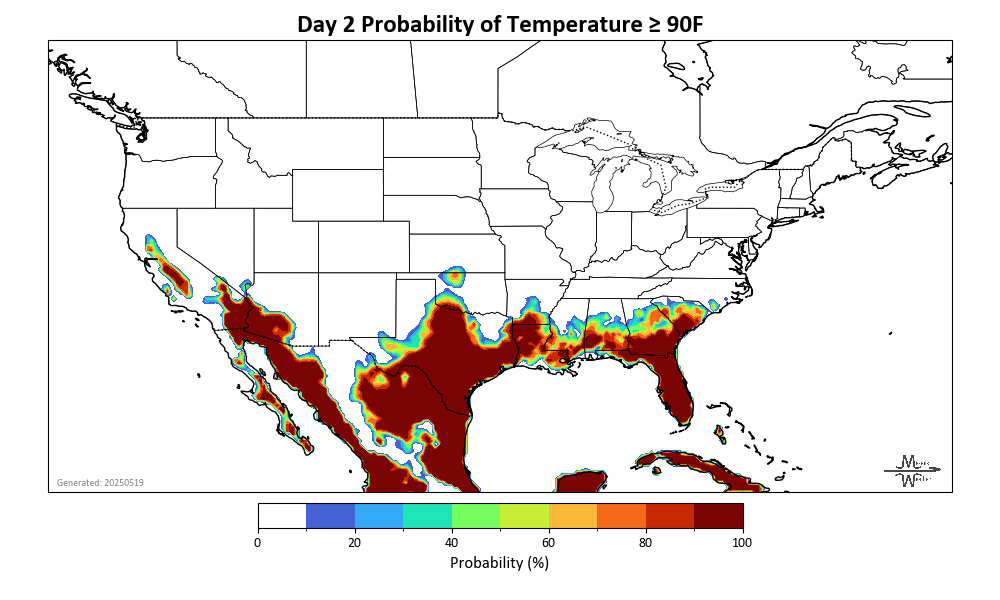 Day 2 Probability of Temperature ≥ 90F
Generated: 20250519
0 20 40 60 80 100
Probability (%)